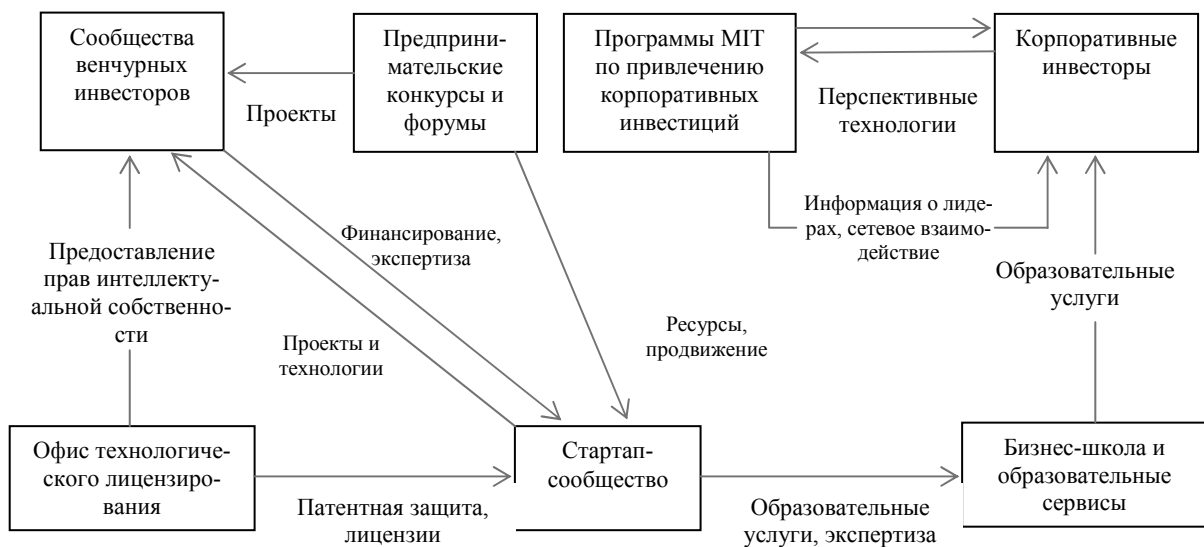 Сообщества
венчурных
инвесторов
Предприни-
мательские
конкурсы и
форумы
Программы MIT
по привлечению
корпоративных
инвестиций
Корпоративные
инвесторы
Проекты
Перспективные
технологии
Информация о лиде-
рах, сетевое взаимо-
действие
Финансирование,
экспертиза
Предоставление
прав интеллекту-
альной собственно-
сти
Образовательные
услуги
Проекты и
технологии
Ресурсы,
продвижение
Офис технологиче-
ского лицензиро-
вания
Стартап-
сообщество
Бизнес-школа и
образовательные
сервисы
Патентная защита,
лицензии
Образовательные
услуги, экспертиза